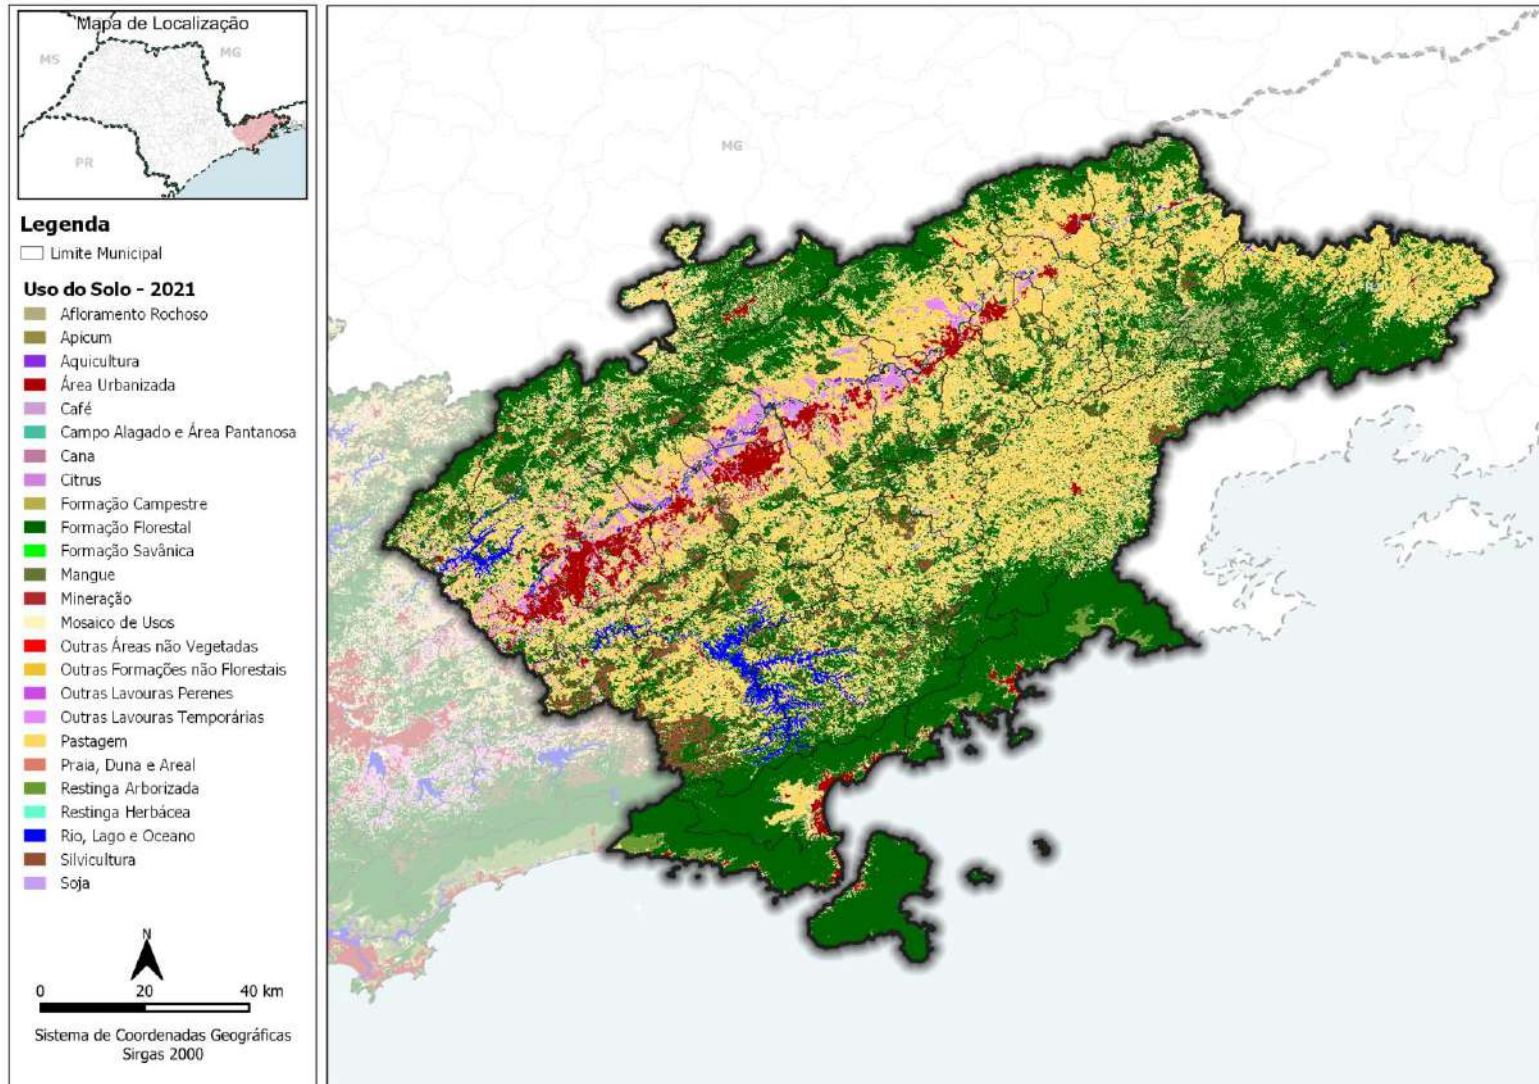 Mapa de Localização
MS
MG
PR
Legenda
Limite Municipal
Uso do Solo - 2021
Afloramento Rochoso
Apicum
Aquicultura
Área Urbanizada
Café
Campo Alagado e Área Pantanosa
Cana
Citrus
Formação Campestre
Formação Florestal
Formação Savânica
Mangue
Mineração
Mosaico de Usos
Outras Áreas não Vegetadas
Outras Formações não Florestais
Outras Lavouras Perenes
Outras Lavouras Temporárias
Pastagem
Praia, Duna e Areal
Restinga Arborizada
Restinga Herbácea
Rio, Lago e Oceano
Silvicultura
Soja
N
0 20 40 km
Sistema de Coordenadas Geográficas
Sirgas 2000
MG